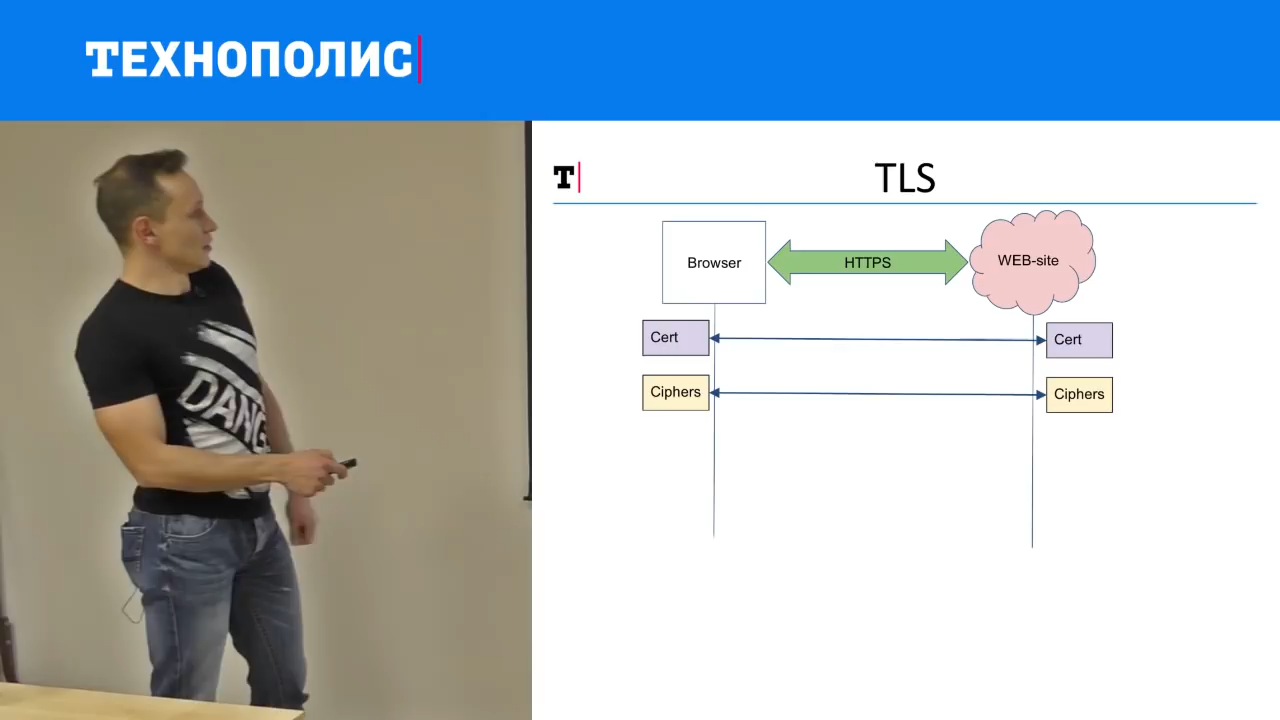 ТЕХНОПОЛИС
T
TLS
Browser
HTTPS
WEB-site
Cert
Cert
Ciphers
Ciphers
DANG